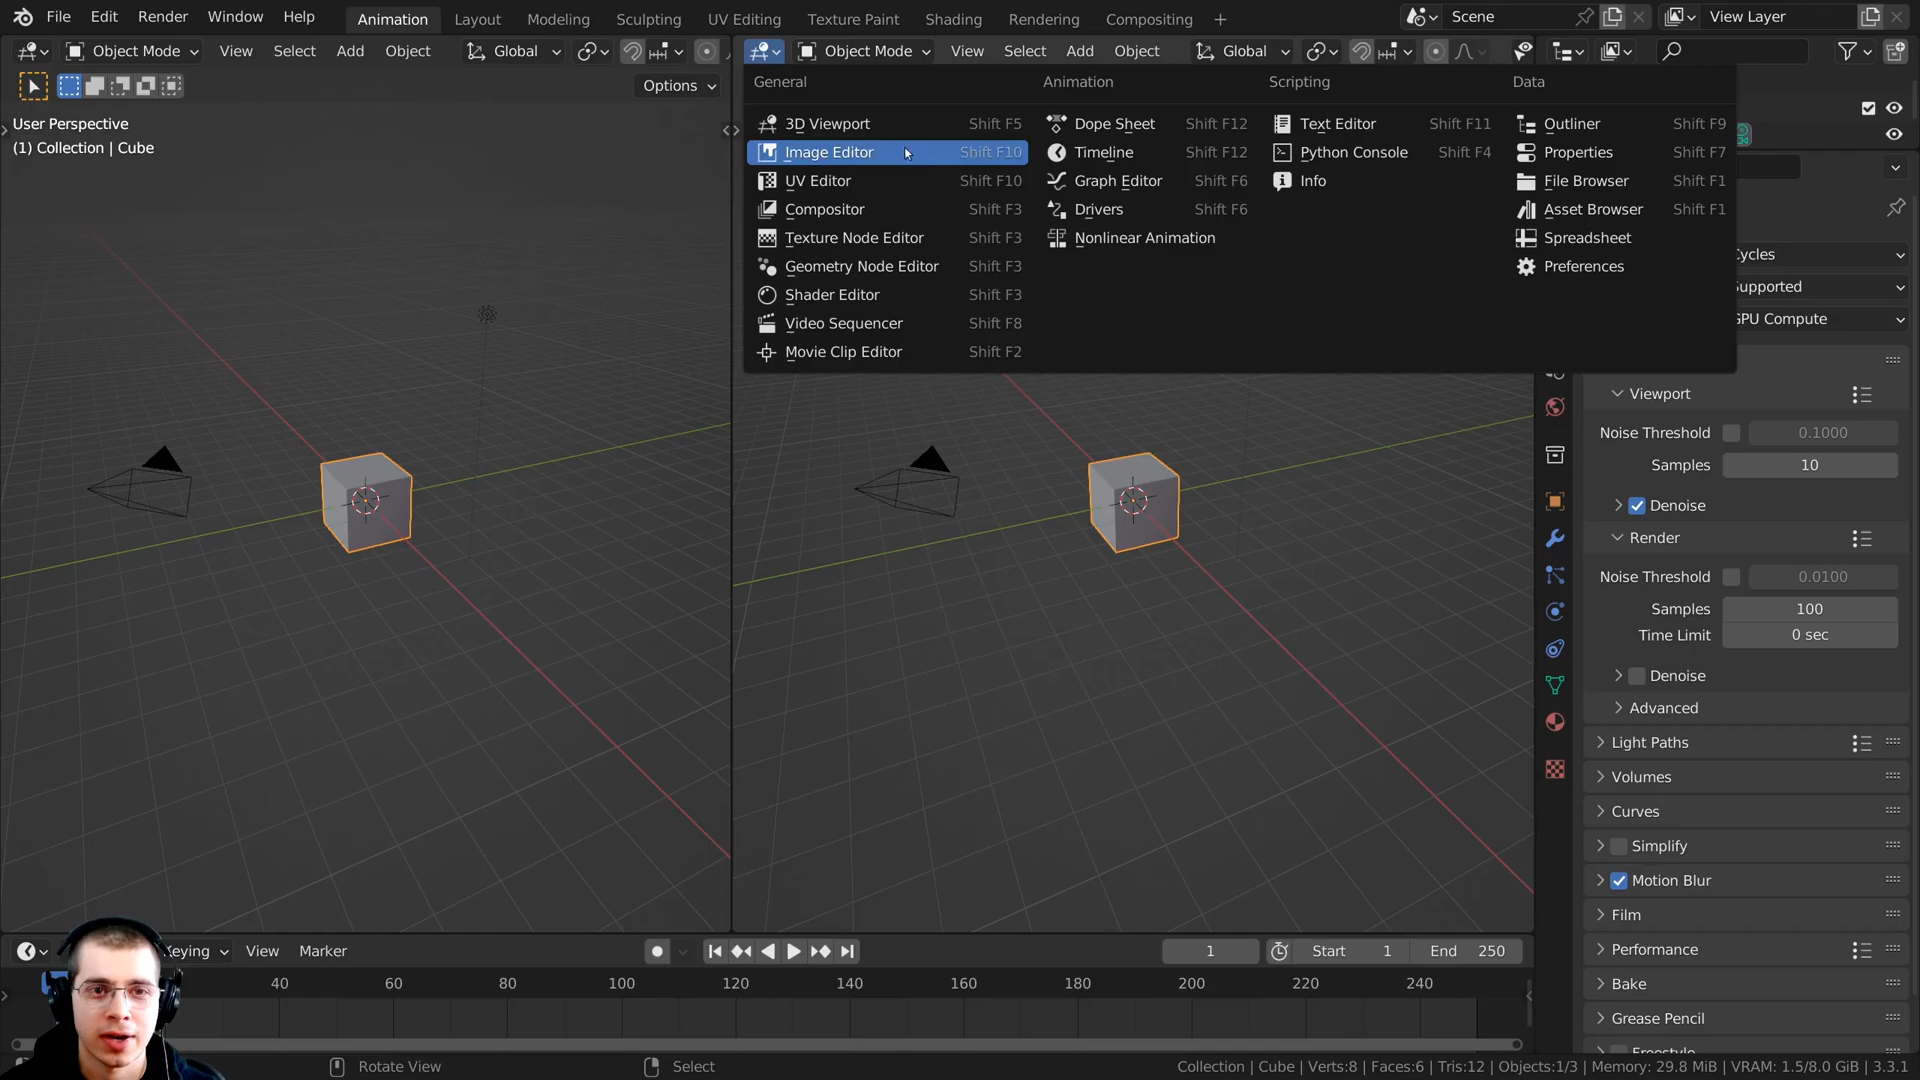 File Edit Render Window Help Animation Layout Modeling Sculpting UV Editing Texture Paint Shading Rendering Compositing + Scene View Layer
Object Mode View Select Add Object Global Object Mode View Select Add Object Global
Options
User Perspective
(1) Collection | Cube
General
3D Viewport Shift F5
Image Editor Shift F10
UV Editor Shift F10
Compositor Shift F3
Texture Node Editor Shift F3
Geometry Node Editor Shift F3
Shader Editor Shift F3
Video Sequencer Shift F8
Movie Clip Editor Shift F2
Animation
Dope Sheet Shift F12
Timeline Shift F12
Graph Editor Shift F6
Drivers Shift F6
Nonlinear Animation
Scripting
Text Editor Shift F11
Python Console Shift F4
Info
Data
Outliner Shift F9
Properties Shift F7
File Browser Shift F1
Asset Browser Shift F1
Spreadsheet
Preferences
Cycles
Supported
GPU Compute
Viewport
Noise Threshold 0.1000
Samples 10
Denoise
Render
Noise Threshold 0.0100
Samples 100
Time Limit 0 sec
Denoise
Advanced
Light Paths
Volumes
Curves
Simplify
Motion Blur
Film
Performance
Bake
Grease Pencil
Freestyle
Keying View Marker 1 Start 1 End 250
40 60 80 100 120 140 160 180 200 220 240
Rotate View Select Collection | Cube | Verts:8 | Faces:6 | Tris:12 | Objects:1/3 | Memory: 29.8 MiB | VRAM: 1.5/8.0 GiB | 3.3.1